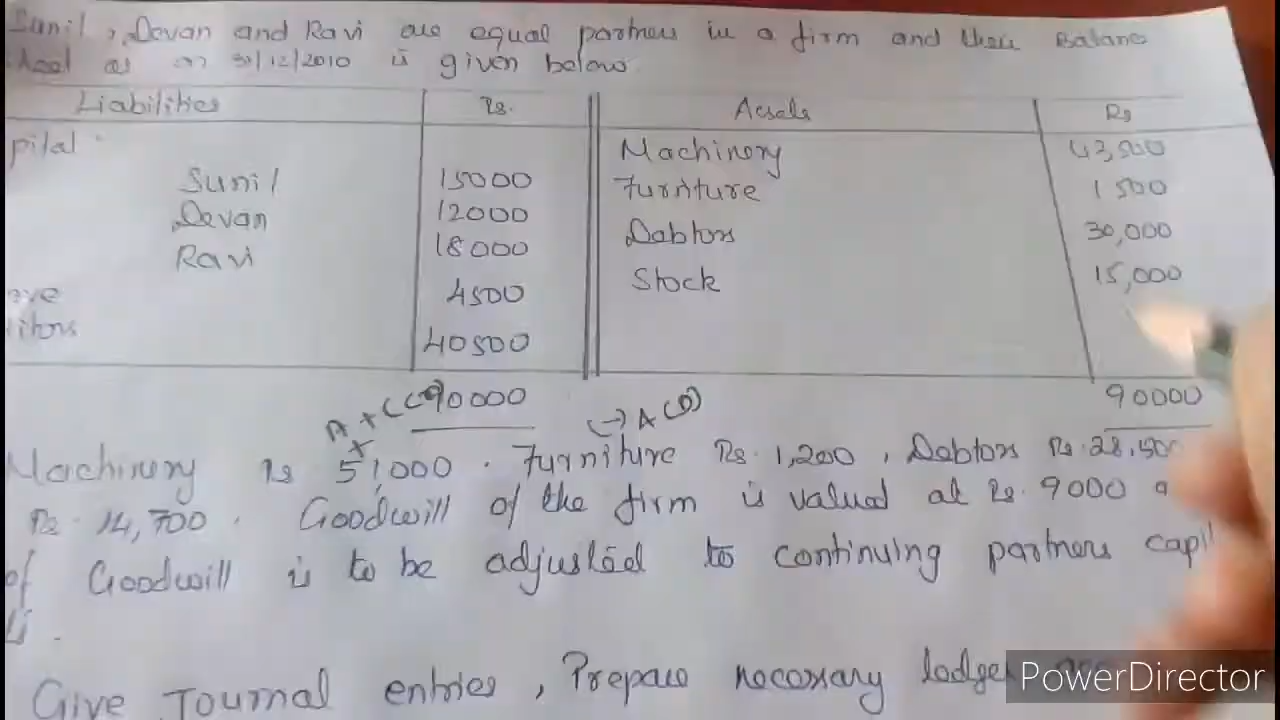 Sunil, Devan and Ravi are equal partners in a firm and their Balance
as on 31/12/2010 is given below
Liabilities Rs. Assets Rs
pital Machinery 43,500
Sunil 15000 Furniture 1500
Devan 12000 Debtors 30,000
Ravi 18000 Stock 15,000
4500
40500
90000 90000
Machinery Rs 51,000. Furniture Rs. 1,200, Debtors Rs. 28,500
Rs. 14,700. Goodwill of the firm is valued at Rs. 9000
of Goodwill is to be adjusted to continuing partners capi
Give Journal entries, Prepare necessary ledger
PowerDirector